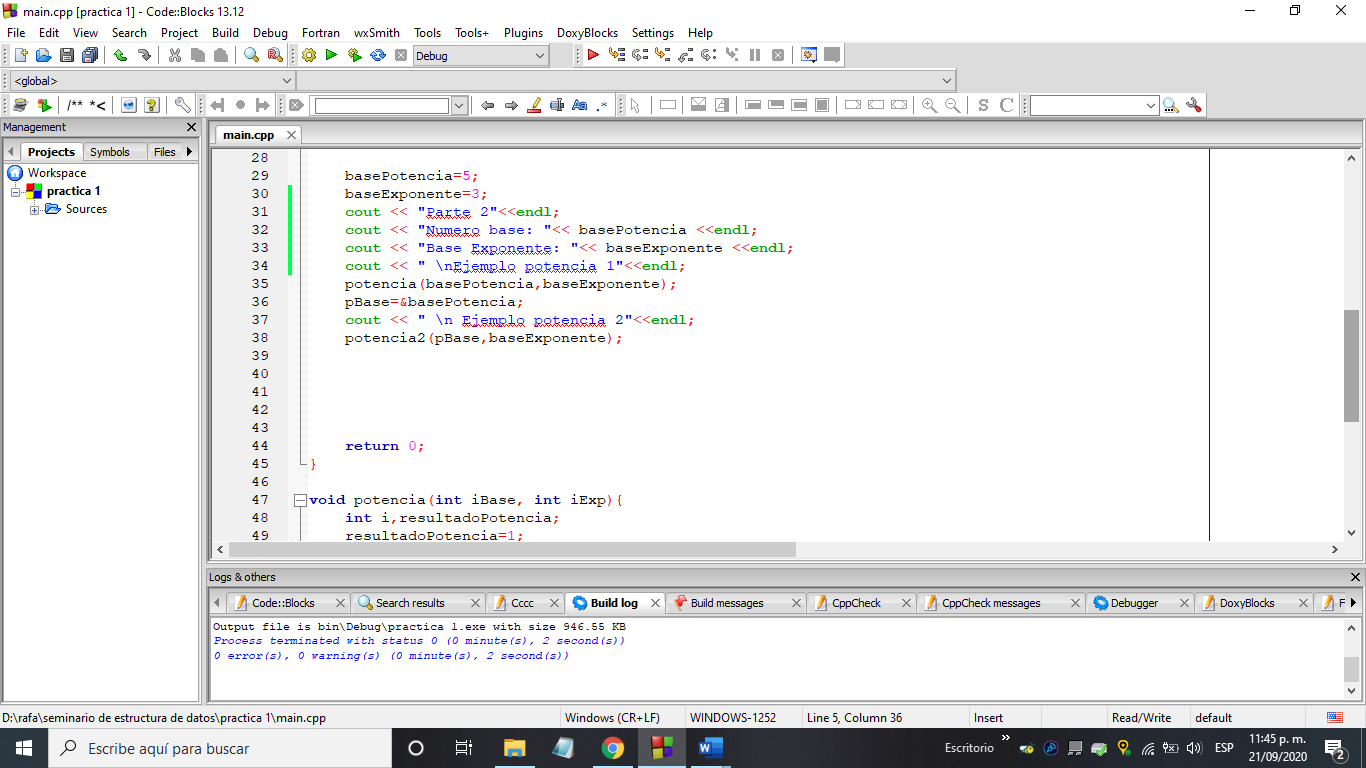 main.cpp [practica 1] - Code::Blocks 13.12
File Edit View Search Project Build Debug Fortran wxSmith Tools Tools+ Plugins DoxyBlocks Settings Help
Debug
<global>
/** *<
Aa .*
S C
Management
Projects Symbols Files
Workspace
practica 1
Sources
main.cpp
28
29 basePotencia=5;
30 baseExponente=3;
31 cout << "Parte 2"<<endl;
32 cout << "Numero base: "<< basePotencia <<endl;
33 cout << "Base Exponente: "<< baseExponente <<endl;
34 cout << " \nEjemplo potencia 1"<<endl;
35 potencia(basePotencia,baseExponente);
36 pBase=&basePotencia;
37 cout << " \n Ejemplo potencia 2"<<endl;
38 potencia2(pBase,baseExponente);
39
40
41
42
43
44 return 0;
45 }
46
47 void potencia(int iBase, int iExp){
48 int i,resultadoPotencia;
49 resultadoPotencia=1;
Logs & others
Code::Blocks Search results Cccc Build log Build messages CppCheck CppCheck messages Debugger DoxyBlocks F
Output file is bin\Debug\practica 1.exe with size 946.55 KB
Process terminated with status 0 (0 minute(s), 2 second(s))
0 error(s), 0 warning(s) (0 minute(s), 2 second(s))
D:\rafa\seminario de estructura de datos\practica 1\main.cpp Windows (CR+LF) WINDOWS-1252 Line 5, Column 36 Insert Read/Write default
Escribe aquí para buscar
Escritorio
ESP
11:45 p. m.
21/09/2020
2